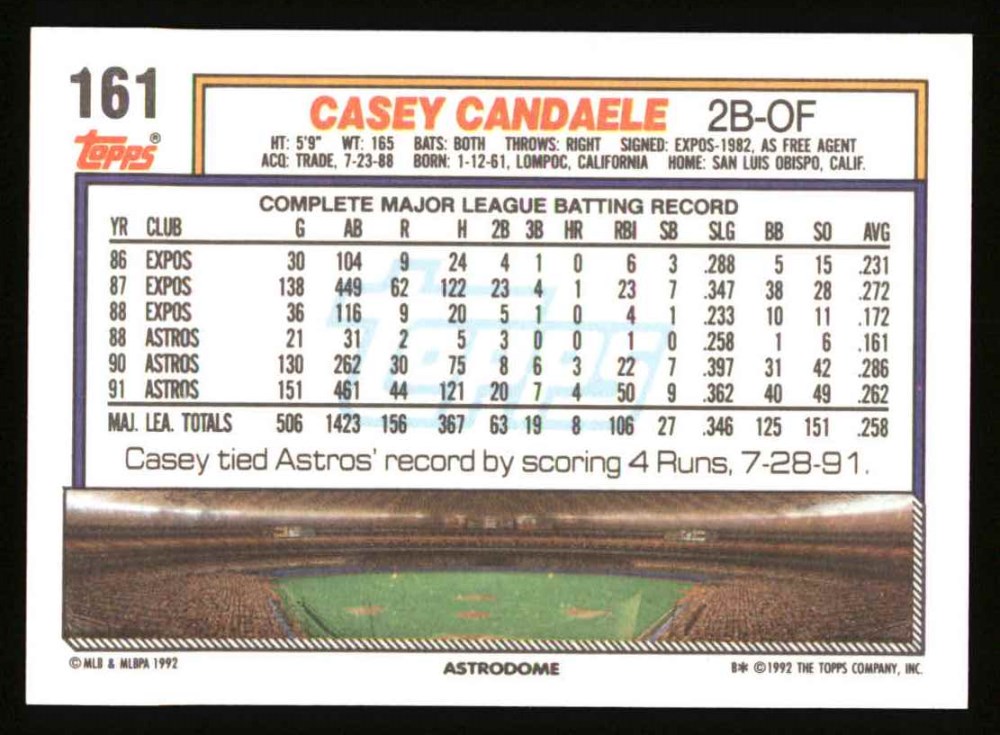 161
Topps®
CASEY CANDAELE 2B-OF
HT: 5'9" WT: 165 BATS: BOTH THROWS: RIGHT SIGNED: EXPOS-1982, AS FREE AGENT
ACQ: TRADE, 7-23-88 BORN: 1-12-61, LOMPOC, CALIFORNIA HOME: SAN LUIS OBISPO, CALIF.
COMPLETE MAJOR LEAGUE BATTING RECORD
YR CLUB G AB R H 2B 3B HR RBI SB SLG BB SO AVG
86 EXPOS 30 104 9 24 4 1 0 6 3 .288 5 15 .231
87 EXPOS 138 449 62 122 23 4 1 23 7 .347 38 28 .272
88 EXPOS 36 116 9 20 5 1 0 4 1 .233 10 11 .172
88 ASTROS 21 31 2 5 3 0 0 1 0 .258 1 6 .161
90 ASTROS 130 262 30 75 8 6 3 22 7 .397 31 42 .286
91 ASTROS 151 461 44 121 20 7 4 50 9 .362 40 49 .262
MAJ. LEA. TOTALS 506 1423 156 367 63 19 8 106 27 .346 125 151 .258
Topps
Casey tied Astros' record by scoring 4 Runs, 7-28-91.
© MLB & MLBPA 1992 ASTRODOME B* © 1992 THE TOPPS COMPANY, INC.